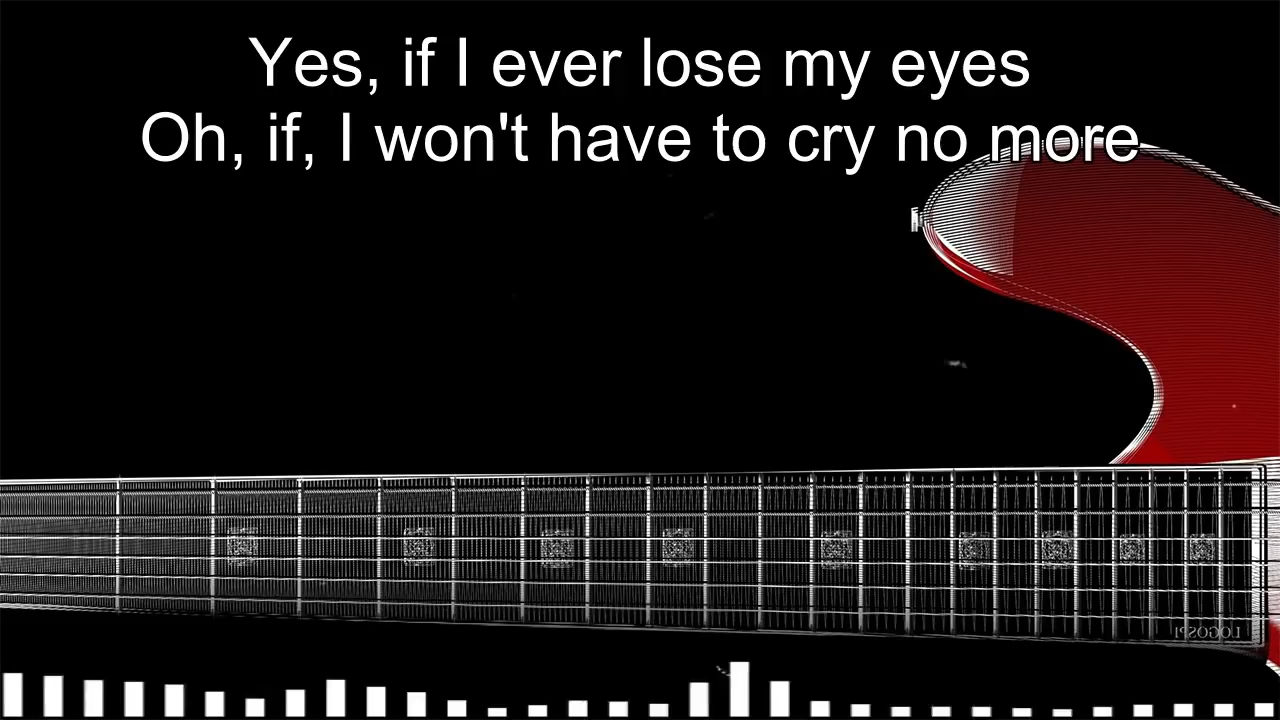 Yes, if I ever lose my eyes
Oh, if, I won't have to cry no more